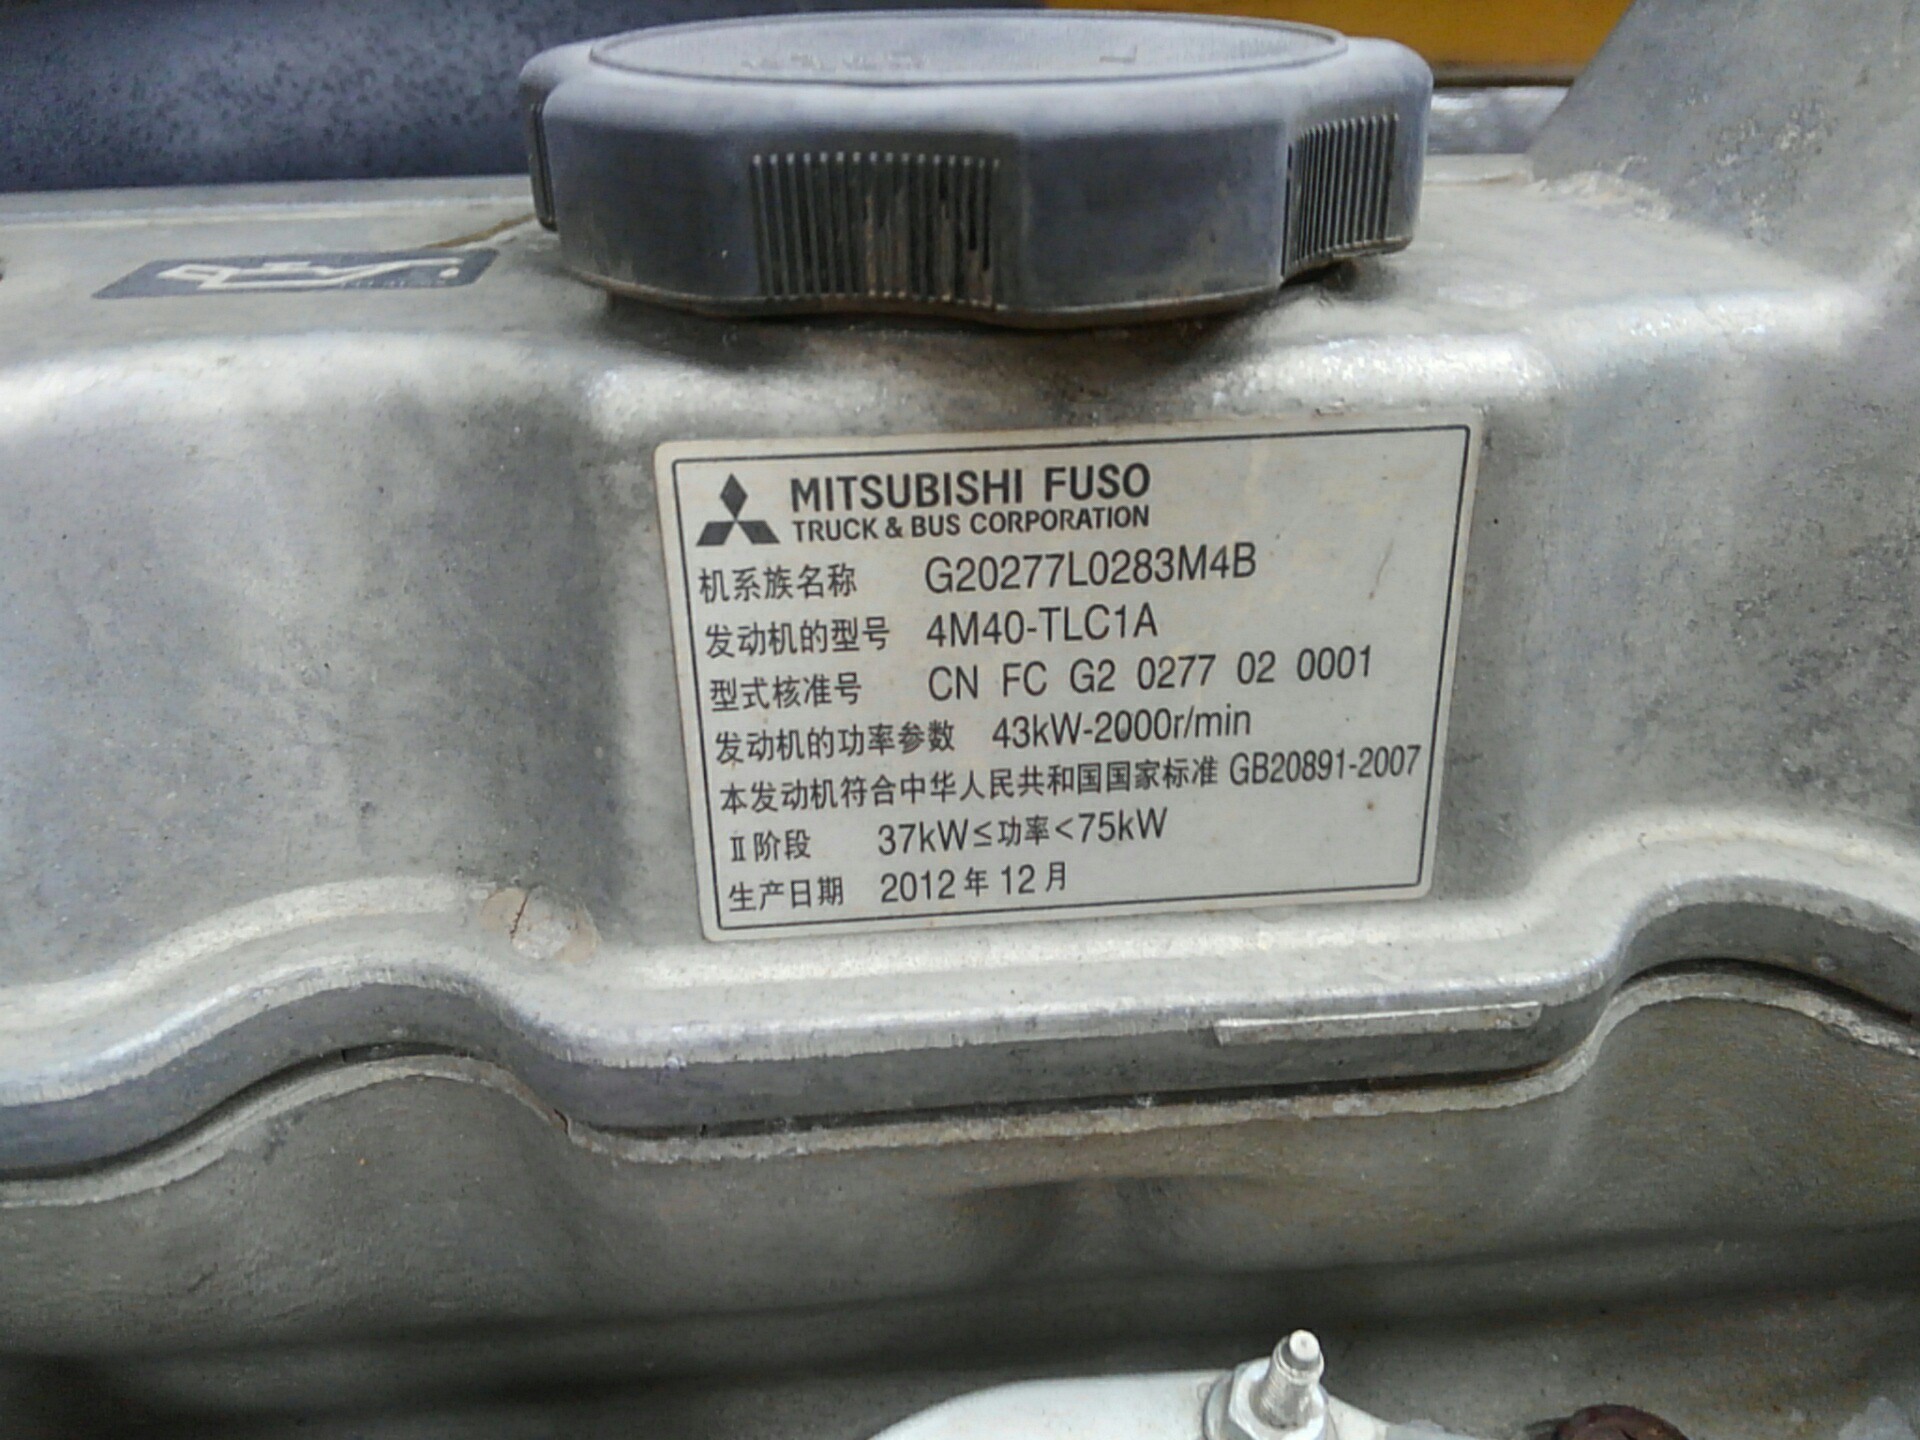 MITSUBISHI FUSO
TRUCK & BUS CORPORATION
机系族名称 G20277L0283M4B
发动机的型号 4M40-TLC1A
型式核准号 CN FC G2 0277 02 0001
发动机的功率参数 43kW-2000r/min
本发动机符合中华人民共和国国家标准 GB20891-2007
Ⅱ阶段 37kW≤功率<75kW
生产日期 2012年12月